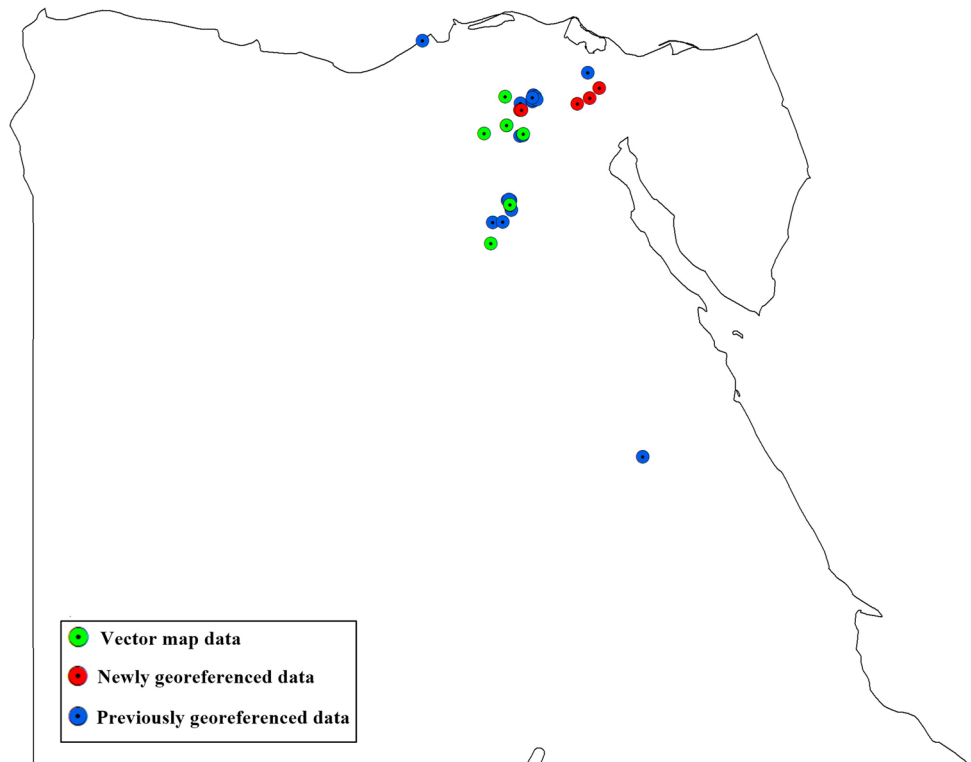 Vector map data
Newly georeferenced data
Previously georeferenced data